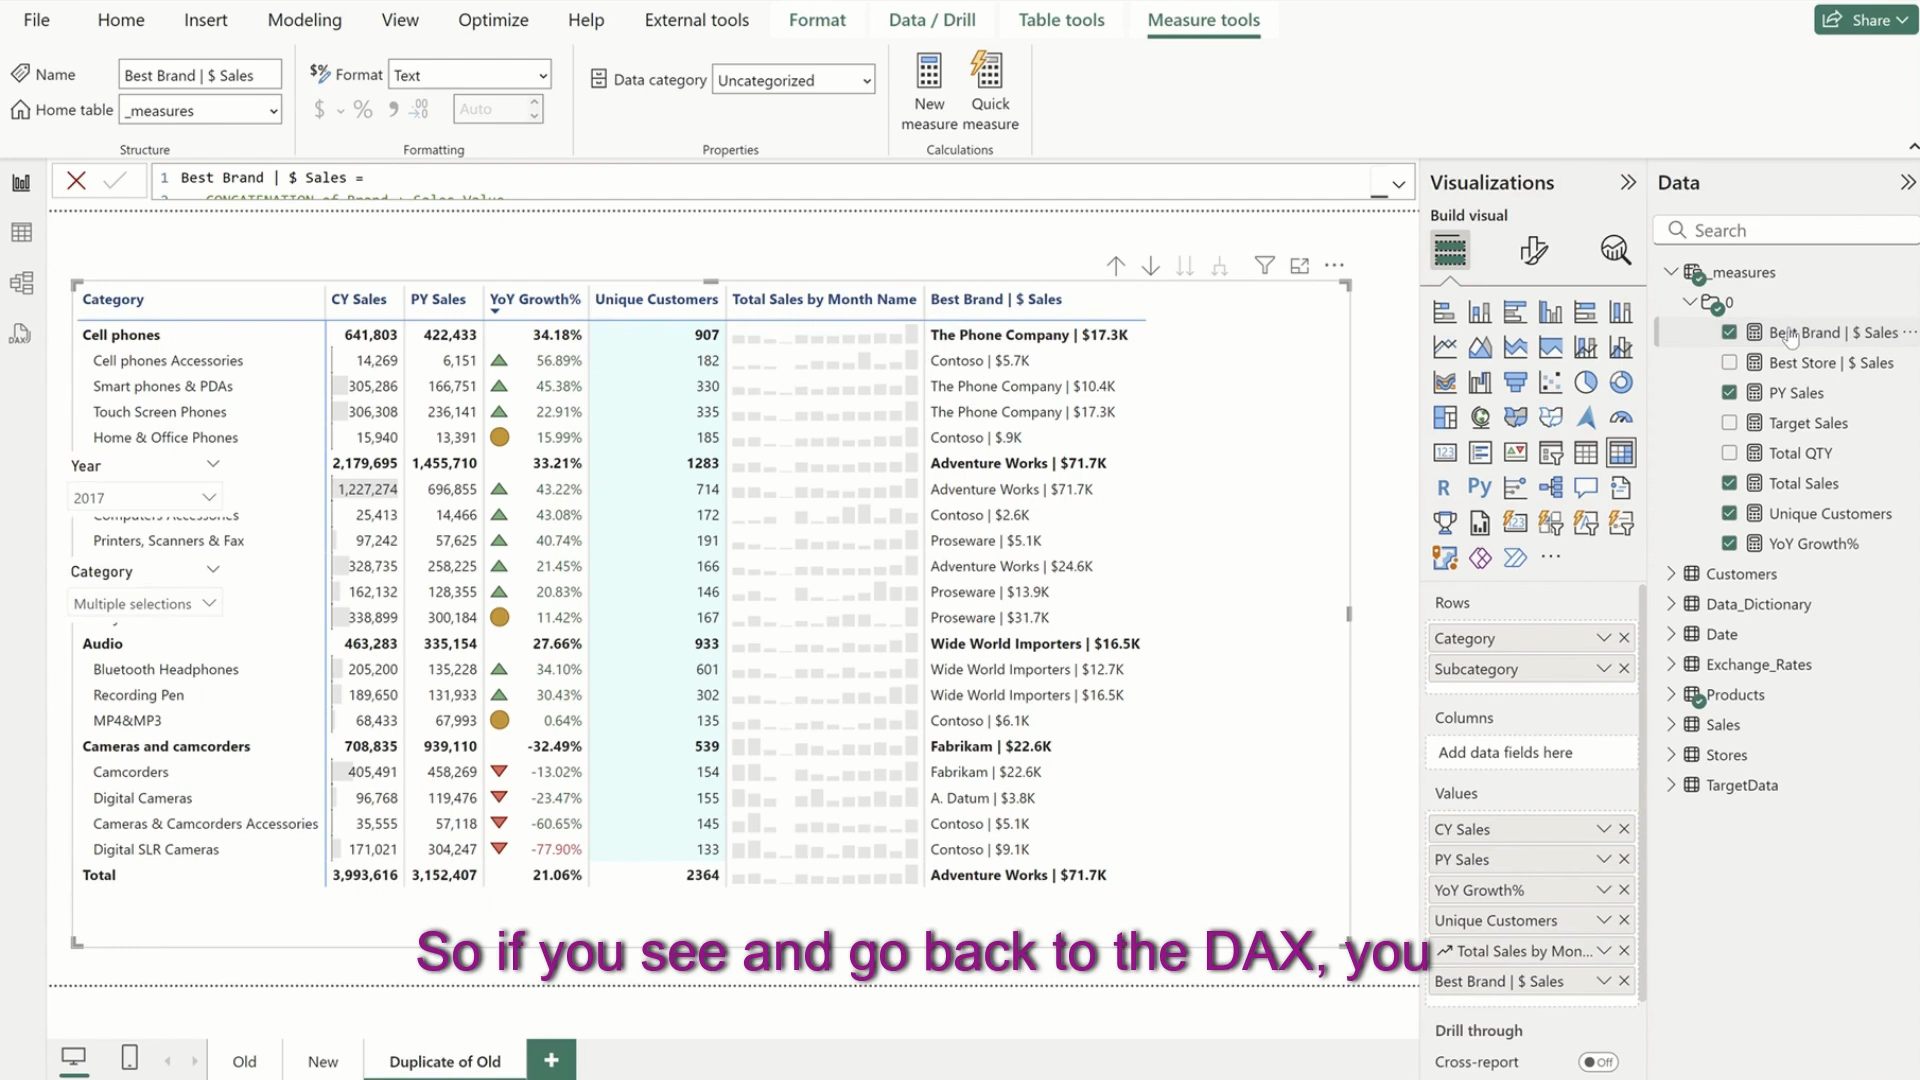 File Home Insert Modeling View Optimize Help External tools Format Data / Drill Table tools Measure tools Share
Name Best Brand | $ Sales $% Format Text Data category Uncategorized New measure Quick measure
Home table _measures $ % Auto
Structure Formatting Properties Calculations
1 Best Brand | $ Sales =
Visualizations
Data
Build visual
Search
Category CY Sales PY Sales YoY Growth% Unique Customers Total Sales by Month Name Best Brand | $ Sales
Cell phones 641,803 422,433 34.18% 907 The Phone Company | $17.3K
Cell phones Accessories 14,269 6,151 56.89% 182 Contoso | $5.7K
Smart phones & PDAs 305,286 166,751 45.38% 330 The Phone Company | $10.4K
Touch Screen Phones 306,308 236,141 22.91% 335 The Phone Company | $17.3K
Home & Office Phones 15,940 13,391 15.99% 185 Contoso | $.9K
Year 2,179,695 1,455,710 33.21% 1283 Adventure Works | $71.7K
2017 1,227,274 696,855 43.22% 714 Adventure Works | $71.7K
Computers Accessories 25,413 14,466 43.08% 172 Contoso | $2.6K
Printers, Scanners & Fax 97,242 57,625 40.74% 191 Proseware | $5.1K
Category 328,735 258,225 21.45% 166 Adventure Works | $24.6K
Multiple selections 162,132 128,355 20.83% 146 Proseware | $13.9K
338,899 300,184 11.42% 167 Proseware | $31.7K
Audio 463,283 335,154 27.66% 933 Wide World Importers | $16.5K
Bluetooth Headphones 205,200 135,228 34.10% 601 Wide World Importers | $12.7K
Recording Pen 189,650 131,933 30.43% 302 Wide World Importers | $16.5K
MP4&MP3 68,433 67,993 0.64% 135 Contoso | $6.1K
Cameras and camcorders 708,835 939,110 -32.49% 539 Fabrikam | $22.6K
Camcorders 405,491 458,269 -13.02% 154 Fabrikam | $22.6K
Digital Cameras 96,768 119,476 -23.47% 155 A. Datum | $3.8K
Cameras & Camcorders Accessories 35,555 57,118 -60.65% 145 Contoso | $5.1K
Digital SLR Cameras 171,021 304,247 -77.90% 133 Contoso | $9.1K
Total 3,993,616 3,152,407 21.06% 2364 Adventure Works | $71.7K
So if you see and go back to the DAX, you
Old New Duplicate of Old +
R Py
123
Rows
Category
Subcategory
Columns
Add data fields here
Values
CY Sales
PY Sales
YoY Growth%
Unique Customers
Total Sales by Mon...
Best Brand | $ Sales
Drill through
Cross-report Off
_measures
0
Best Brand | $ Sales
Best Store | $ Sales
PY Sales
Target Sales
Total QTY
Total Sales
Unique Customers
YoY Growth%
Customers
Data_Dictionary
Date
Exchange_Rates
Products
Sales
Stores
TargetData